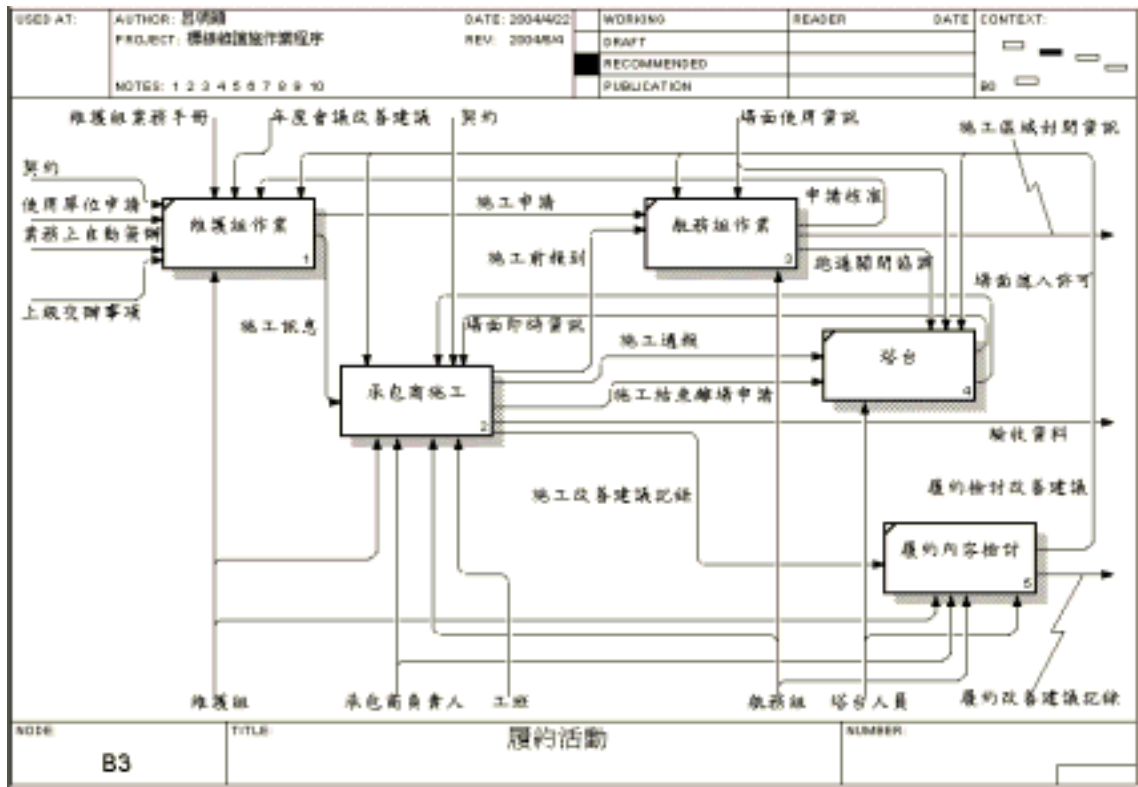 USED AT:
AUTHOR:
DATE: 2004/4/22
WORKING
READER
DATE
CONTEXT:
PROJECT: 標線維護施作業程序
REV: 2004/6/4
DRAFT
RECOMMENDED
NOTES: 1 2 3 4 5 6 7 8 9 10
PUBLICATION
B0
維護組業務手冊
年度會議改善建議
契約
場面使用資訊
施工區域封閉資訊
契約
使用單位申請
業務上自動簽辦
上級交辦事項
維護組作業
1
施工申請
航務組作業
3
申請核准
施工前報到
跑道關閉協調
場面進入許可
施工訊息
場面即時資訊
施工通報
塔台
4
承包商施工
2
施工結束離場申請
驗收資料
施工改善建議記錄
履約檢討改善建議
履約內容檢討
5
維護組
承包商負責人
工班
航務組
塔台人員
履約改善建議記錄
NODE:
B3
TITLE:
履約活動
NUMBER: